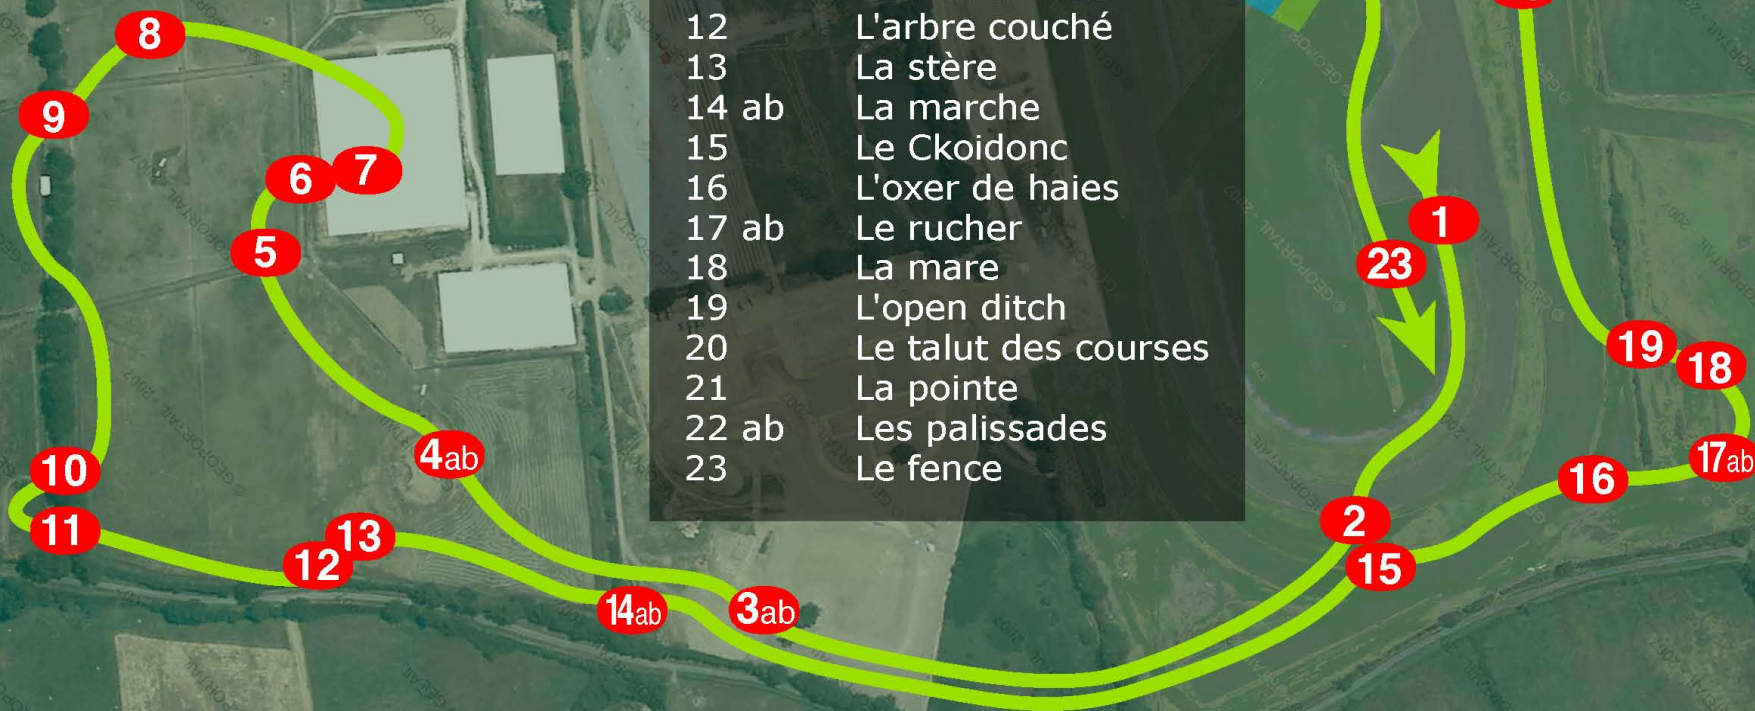 12 L'arbre couché
13 La stère
14 ab La marche
15 Le Ckoidonc
16 L'oxer de haies
17 ab Le rucher
18 La mare
19 L'open ditch
20 Le talut des courses
21 La pointe
22 ab Les palissades
23 Le fence
8
9
6
7
5
4ab
10
11
13
12
14ab
3ab
1
23
2
15
19
18
17ab
16